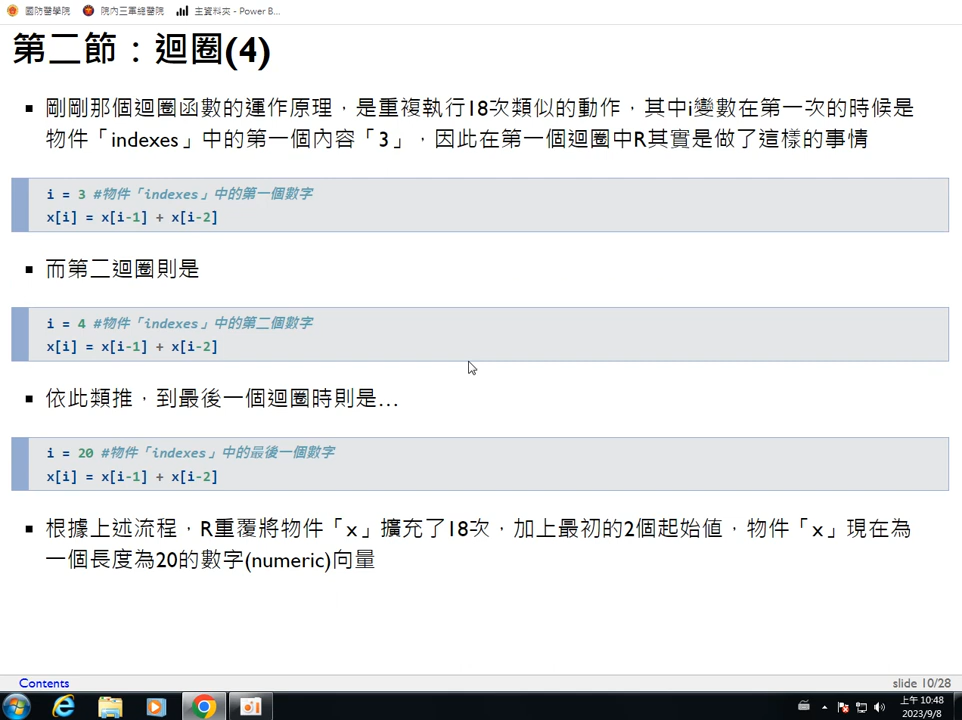 國防醫學院 院內三軍總醫院 主資料夾 - Power B...
第二節：迴圈(4)
剛剛那個迴圈函數的運作原理，是重複執行18次類似的動作，其中i變數在第一次的時候是
物件「indexes」中的第一個內容「3」，因此在第一個迴圈中R其實是做了這樣的事情
i = 3 #物件「indexes」中的第一個數字
x[i] = x[i-1] + x[i-2]
而第二迴圈則是
i = 4 #物件「indexes」中的第二個數字
x[i] = x[i-1] + x[i-2]
依此類推，到最後一個迴圈時則是…
i = 20 #物件「indexes」中的最後一個數字
x[i] = x[i-1] + x[i-2]
根據上述流程，R重覆將物件「x」擴充了18次，加上最初的2個起始值，物件「x」現在為
一個長度為20的數字(numeric)向量
Contents slide 10/28
上午 10:48
2023/9/8